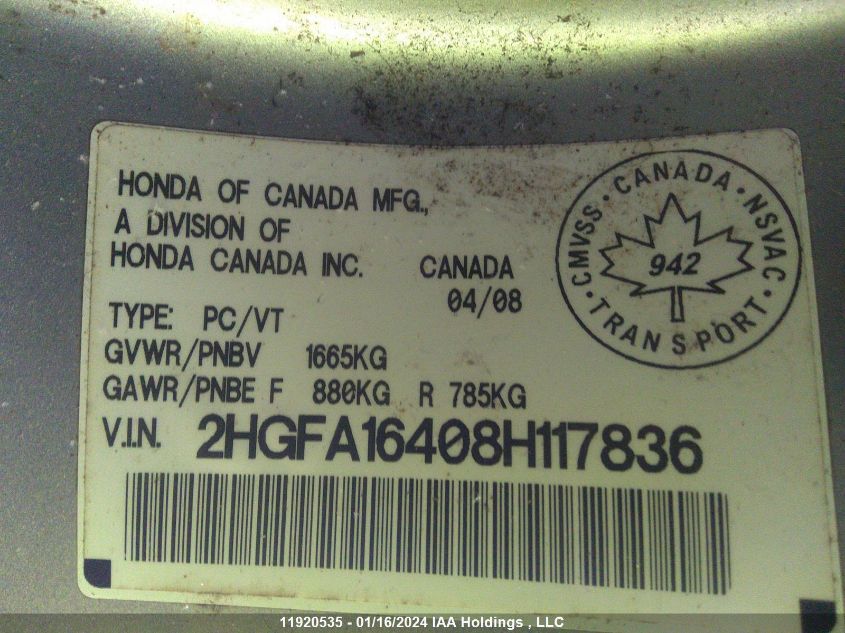 HONDA OF CANADA MFG.,
A DIVISION OF
HONDA CANADA INC. CANADA
04/08
CMVSS · CANADA · NSVAC · TRANSPORT ·
942
TYPE: PC/VT
GVWR/PNBV 1665KG
GAWR/PNBE F 880KG R 785KG
V.I.N. 2HGFA16408H117836
11920535 - 01/16/2024 IAA Holdings , LLC